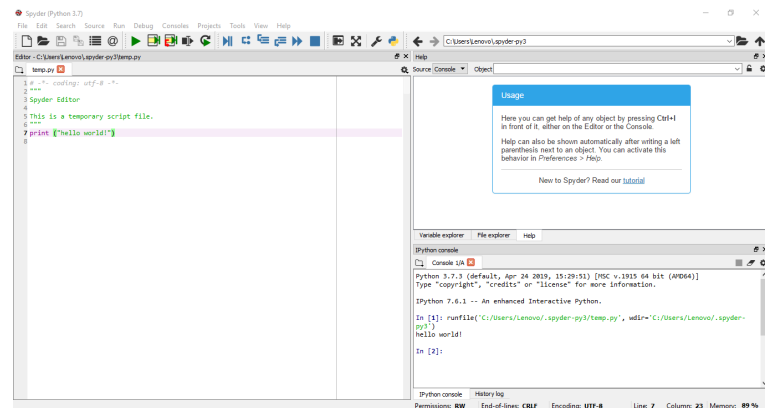 Spyder (Python 3.7)
File Edit Search Source Run Debug Consoles Projects Tools View Help
C:\Users\Lenovo\.spyder-py3
Editor - C:\Users\Lenovo\.spyder-py3\temp.py
temp.py
1 # -*- coding: utf-8 -*-
2 """
3 Spyder Editor
4
5 This is a temporary script file.
6 """
7 print ("hello world!")
8
Help
Source Console Object
Usage
Here you can get help of any object by pressing Ctrl+I
in front of it, either on the Editor or the Console.
Help can also be shown automatically after writing a left
parenthesis next to an object. You can activate this
behavior in Preferences > Help.
New to Spyder? Read our tutorial
Variable explorer File explorer Help
IPython console
Console 1/A
Python 3.7.3 (default, Apr 24 2019, 15:29:51) [MSC v.1915 64 bit (AMD64)]
Type "copyright", "credits" or "license" for more information.
IPython 7.6.1 -- An enhanced Interactive Python.
In [1]: runfile('C:/Users/Lenovo/.spyder-py3/temp.py', wdir='C:/Users/Lenovo/.spyder-
py3')
hello world!
In [2]:
IPython console History log
Permissions: RW End-of-lines: CRLF Encoding: UTF-8 Line: 7 Column: 23 Memory: 89 %